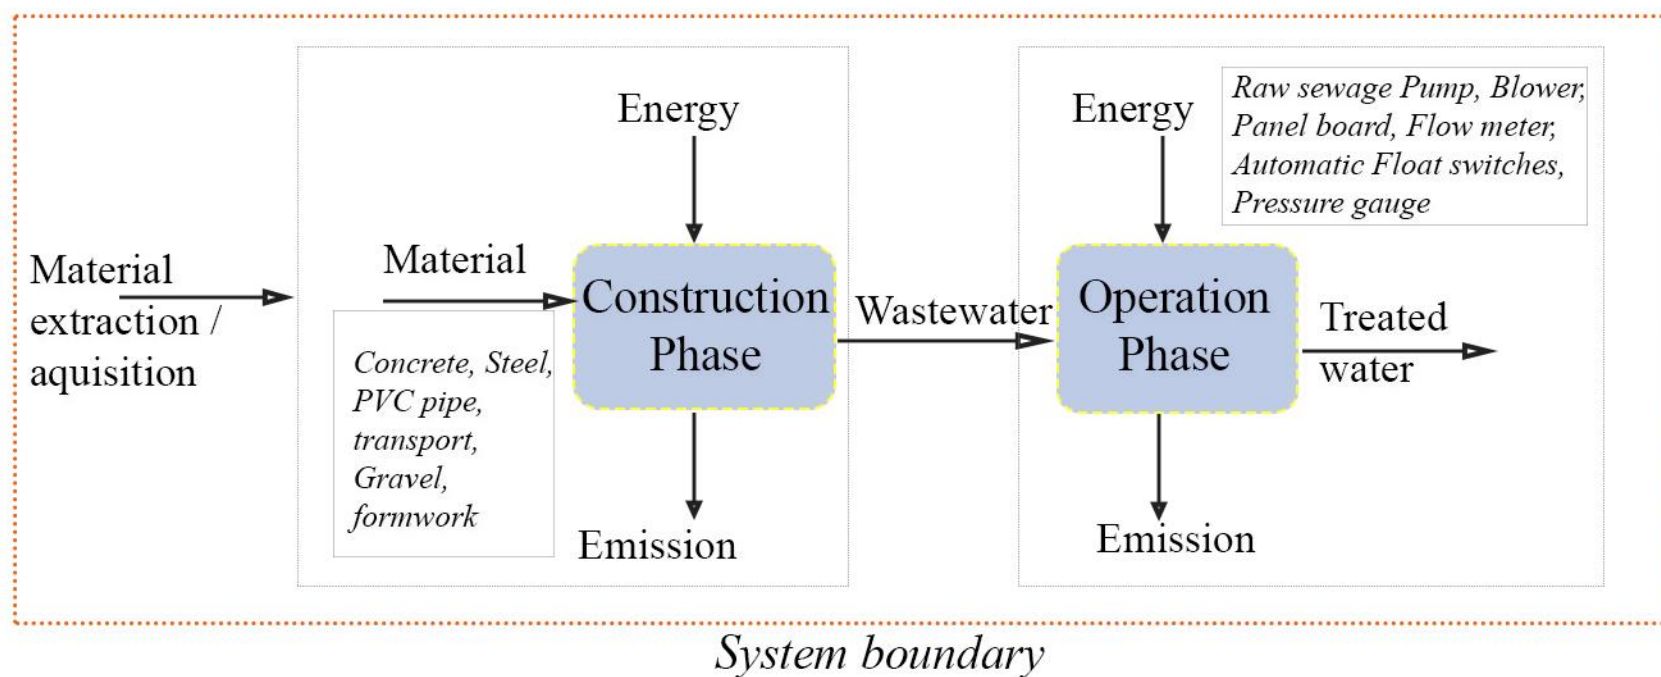 Material
extraction /
aquisition
Energy
Material
Concrete, Steel,
PVC pipe,
transport,
Gravel,
formwork
Construction
Phase
Emission
Wastewater
Energy
Raw sewage Pump, Blower,
Panel board, Flow meter,
Automatic Float switches,
Pressure gauge
Operation
Phase
Emission
Treated
water
System boundary